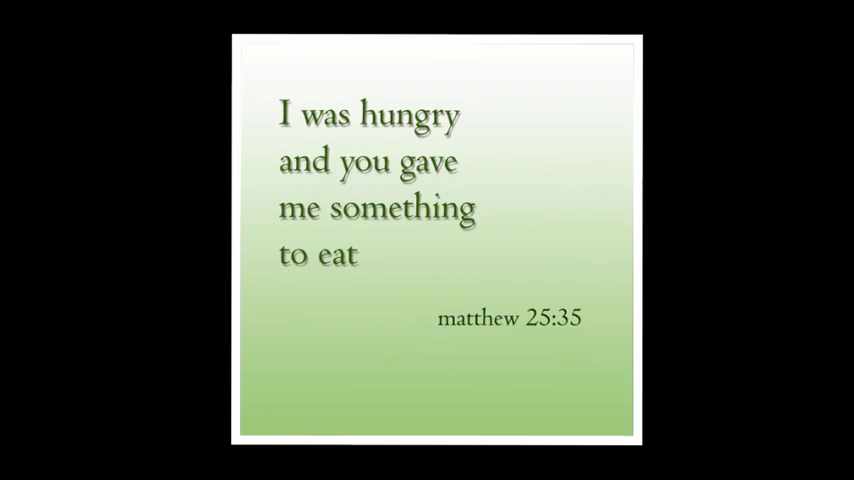 I was hungry
and you gave
me something
to eat
matthew 25:35